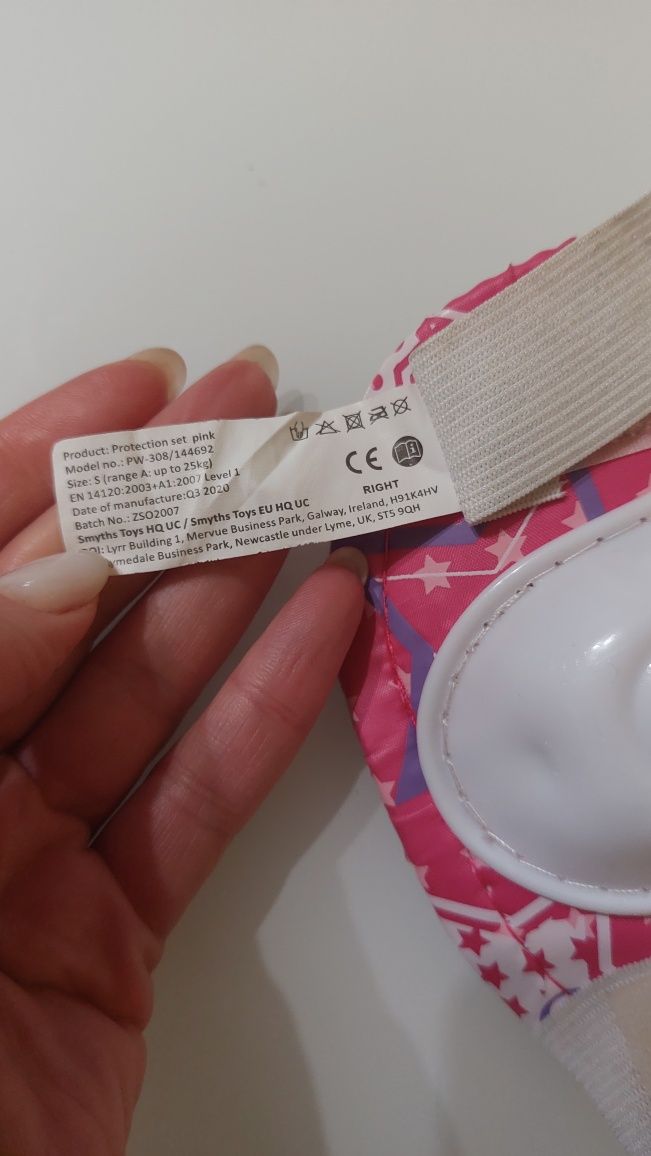 Product: Protection set pink
Model no.: PW-308/144692
Size: S (range A: up to 25kg)
EN 14120:2003+A1:2007 Level 1
Date of manufacture:Q3 2020
Batch No.: ZSO2007
Smyths Toys HQ UC / Smyths Toys EU HQ UC
Lyrr Building 1, Mervue Business Park, Galway, Ireland, H91K4HV
Business Park, Newcastle under Lyme, UK, ST5 9QH
CE
RIGHT